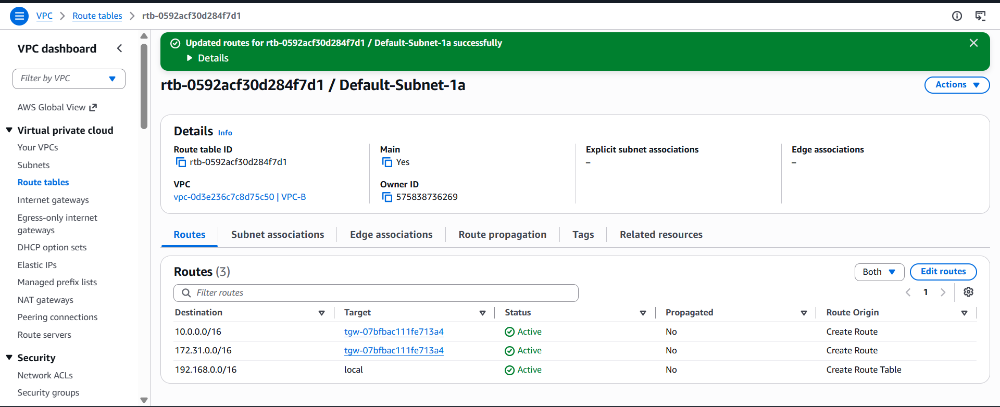 VPC > Route tables > rtb-0592acf30d284f7d1
VPC dashboard
Filter by VPC
AWS Global View
Virtual private cloud
Your VPCs
Subnets
Route tables
Internet gateways
Egress-only internet
gateways
DHCP option sets
Elastic IPs
Managed prefix lists
NAT gateways
Peering connections
Route servers
Security
Network ACLs
Security groups
Updated routes for rtb-0592acf30d284f7d1 / Default-Subnet-1a successfully
Details
rtb-0592acf30d284f7d1 / Default-Subnet-1a
Actions
Details Info
Route table ID
rtb-0592acf30d284f7d1
Main
Yes
Explicit subnet associations
–
Edge associations
–
VPC
vpc-0d3e236c7c8d75c50 | VPC-B
Owner ID
575838736269
Routes Subnet associations Edge associations Route propagation Tags Related resources
Routes (3)
Both Edit routes
Filter routes
1
Destination Target Status Propagated Route Origin
10.0.0.0/16 tgw-07bfbac111fe713a4 Active No Create Route
172.31.0.0/16 tgw-07bfbac111fe713a4 Active No Create Route
192.168.0.0/16 local Active No Create Route Table